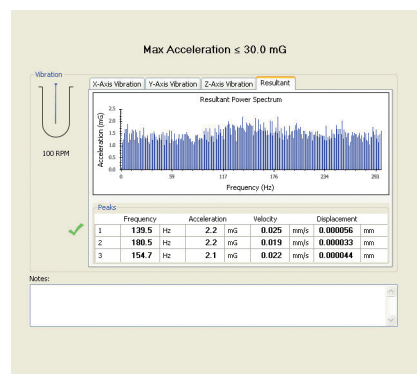 Max Acceleration ≤ 30.0 mG
Vibration
X-Axis Vibration Y-Axis Vibration Z-Axis Vibration Resultant
Resultant Power Spectrum
Acceleration (mG)
2.5
2.0
1.5
1.0
0.5
0.0
0 59 117 176 234 293
Frequency (Hz)
100 RPM
Peaks
Frequency Acceleration Velocity Displacement
1 139.5 Hz 2.2 mG 0.025 mm/s 0.000056 mm
2 180.5 Hz 2.2 mG 0.019 mm/s 0.000033 mm
3 154.7 Hz 2.1 mG 0.022 mm/s 0.000044 mm
Notes: